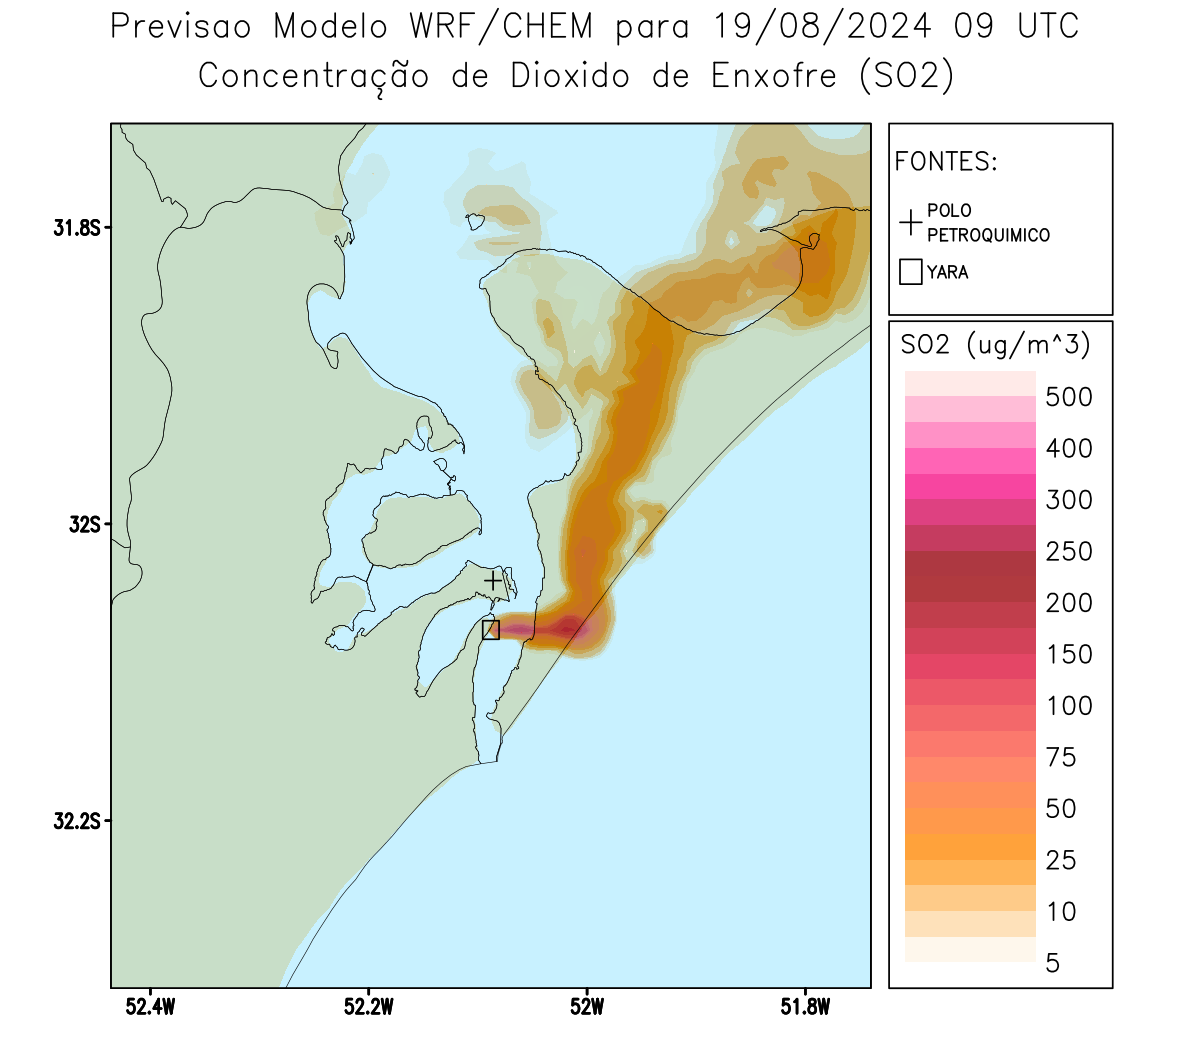 Previsao Modelo WRF/CHEM para 19/08/2024 09 UTC
Concentração de Dioxido de Enxofre (SO2)
FONTES:
POLO
PETROQUIMICO
YARA
SO2 (ug/m^3)
500
400
300
250
200
150
100
75
50
25
10
5
31.8S
32S
32.2S
52.4W
52.2W
52W
51.8W